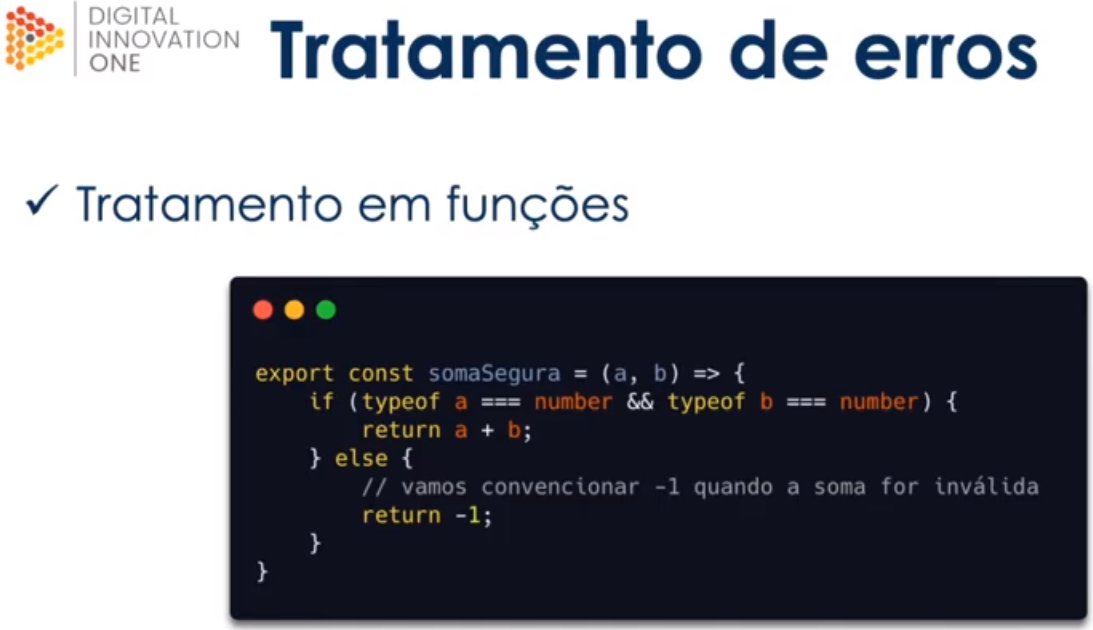 DIGITAL
INNOVATION
ONE
Tratamento de erros
✓ Tratamento em funções
export const somaSegura = (a, b) => {
    if (typeof a === number && typeof b === number) {
        return a + b;
    } else {
        // vamos convencionar -1 quando a soma for inválida
        return -1;
    }
}